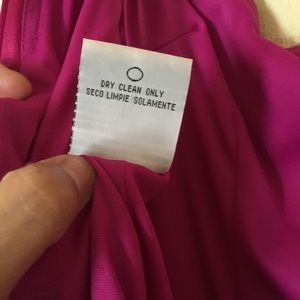 DRY CLEAN ONLY
SECO LIMPIE SOLAMENTE